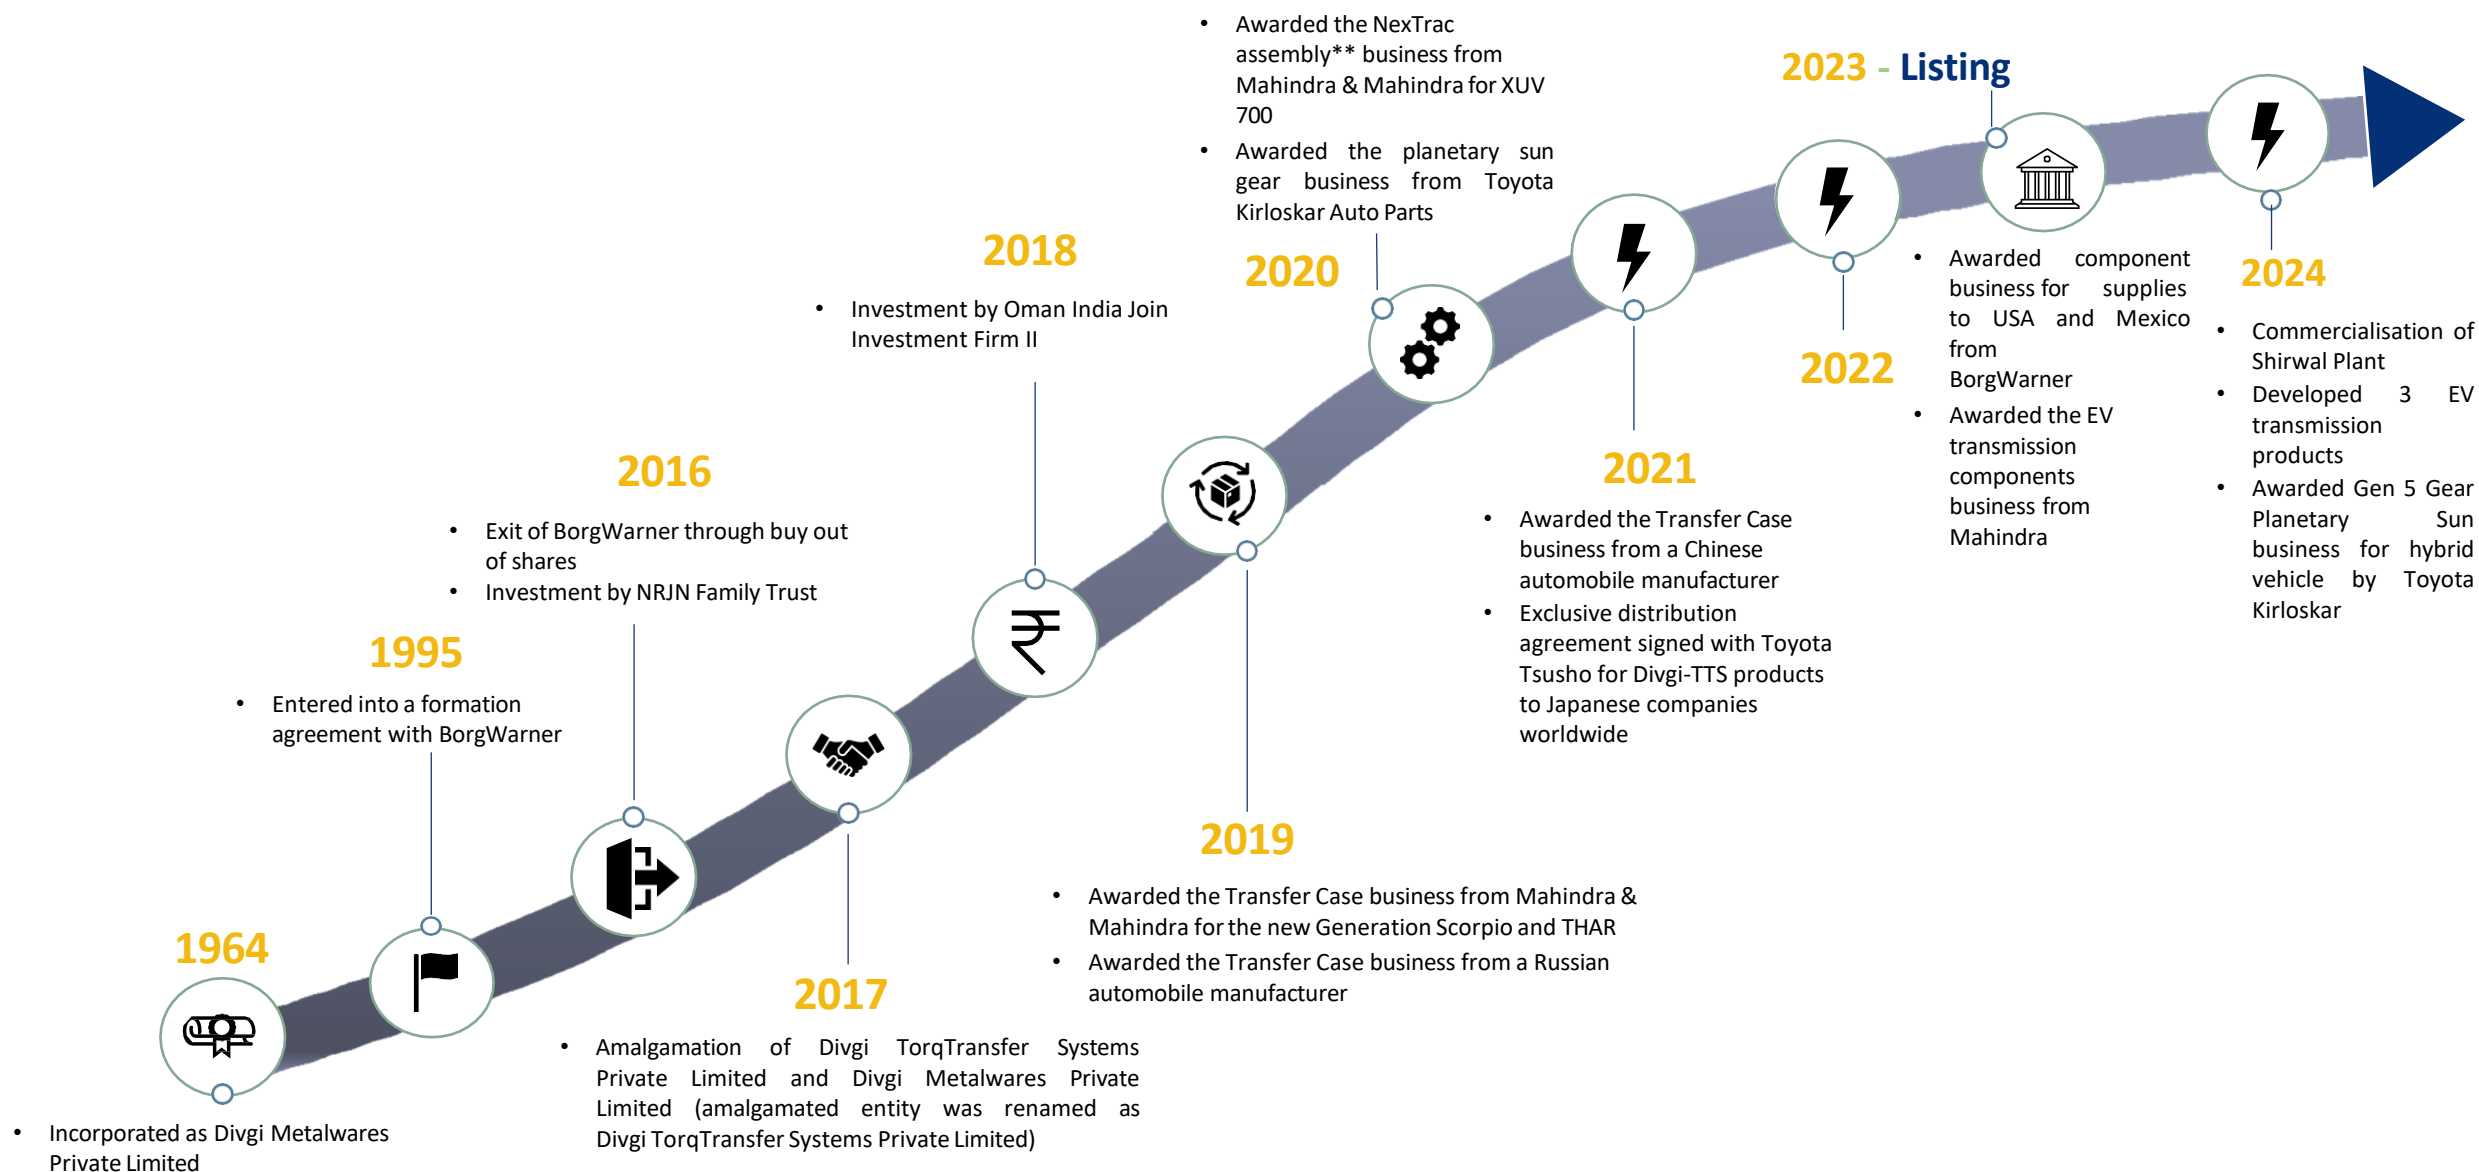 1964
• Incorporated as Divgi Metalwares
Private Limited
1995
• Entered into a formation
agreement with BorgWarner
2016
• Exit of BorgWarner through buy out
of shares
• Investment by NRJN Family Trust
2017
• Amalgamation of Divgi TorqTransfer Systems
Private Limited and Divgi Metalwares Private
Limited (amalgamated entity was renamed as
Divgi TorqTransfer Systems Private Limited)
2018
• Investment by Oman India Join
Investment Firm II
2019
• Awarded the Transfer Case business from Mahindra &
Mahindra for the new Generation Scorpio and THAR
• Awarded the Transfer Case business from a Russian
automobile manufacturer
• Awarded the NexTrac
assembly** business from
Mahindra & Mahindra for XUV
700
• Awarded the planetary sun
gear business from Toyota
Kirloskar Auto Parts
2020
2021
• Awarded the Transfer Case
business from a Chinese
automobile manufacturer
• Exclusive distribution
agreement signed with Toyota
Tsusho for Divgi-TTS products
to Japanese companies
worldwide
2022
• Awarded component
business for supplies
to USA and Mexico
from
BorgWarner
• Awarded the EV
transmission
components
business from
Mahindra
2023 - Listing
2024
• Commercialisation of
Shirwal Plant
• Developed 3 EV
transmission
products
• Awarded Gen 5 Gear
Planetary Sun
business for hybrid
vehicle by Toyota
Kirloskar